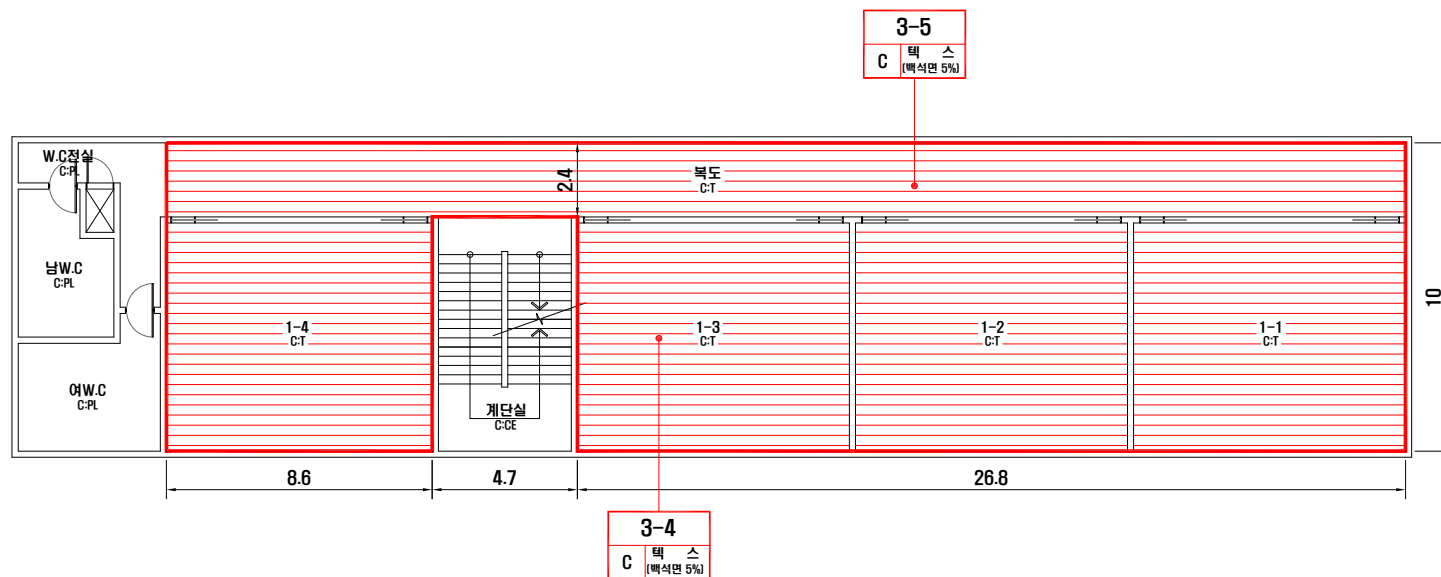 3-5
C 텍 스
(백석면 5%)
W.C전실
C:PL
복도
C:T
2.4
남W.C
C:PL
10
1-4
C:T
1-3
C:T
1-2
C:T
1-1
C:T
여W.C
C:PL
계단실
C:CE
8.6
4.7
26.8
3-4
C 텍 스
(백석면 5%)